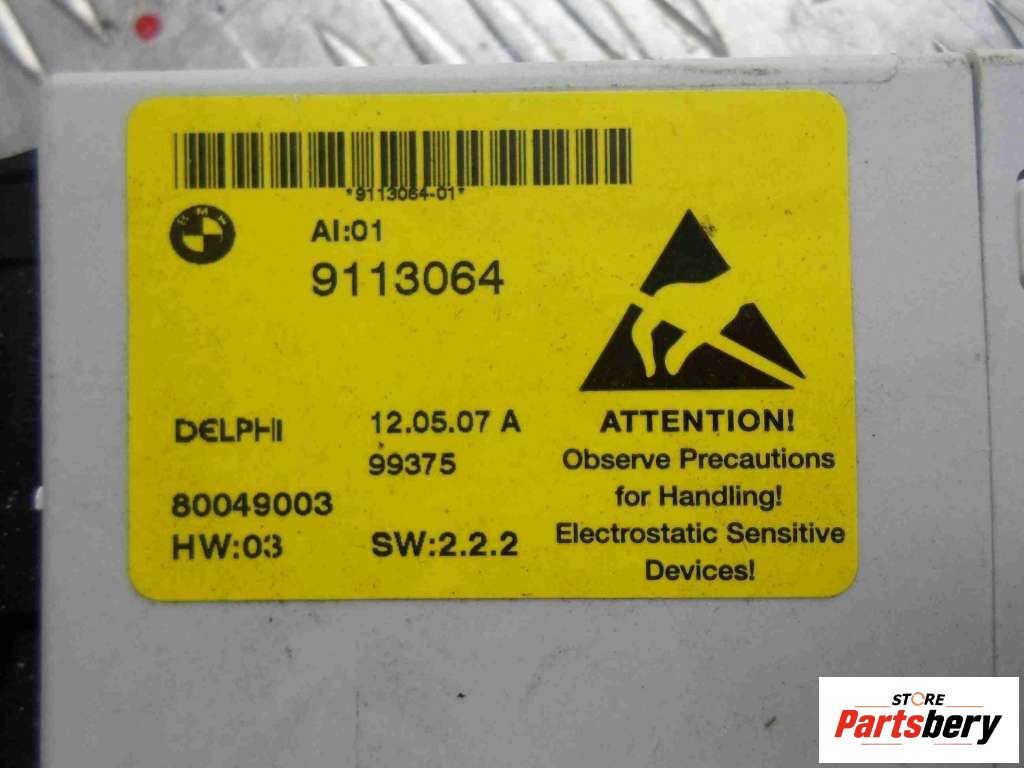 *9113064-01*
BMW
AI:01
9113064
DELPHI
12.05.07 A
99375
80049003
HW:03
SW:2.2.2
ATTENTION!
Observe Precautions
for Handling!
Electrostatic Sensitive
Devices!
STORE
Partsbery